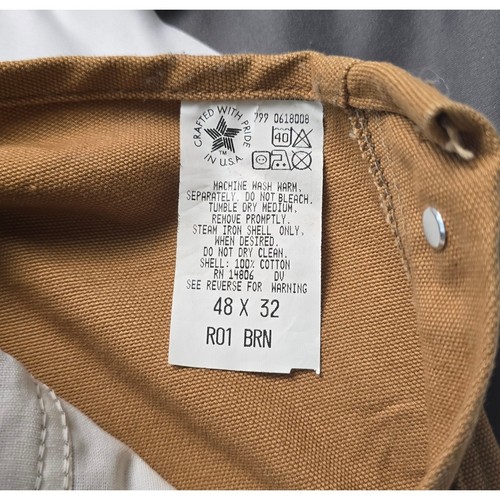 CRAFTED WITH PRIDE
IN U.S.A
TM
799 0618008
40
MACHINE WASH WARM,
SEPARATELY. DO NOT BLEACH.
TUMBLE DRY MEDIUM.
REMOVE PROMPTLY.
STEAM IRON SHELL ONLY,
WHEN DESIRED.
DO NOT DRY CLEAN.
SHELL: 100% COTTON
RN 14806 DV
SEE REVERSE FOR WARNING
48 X 32
R01 BRN